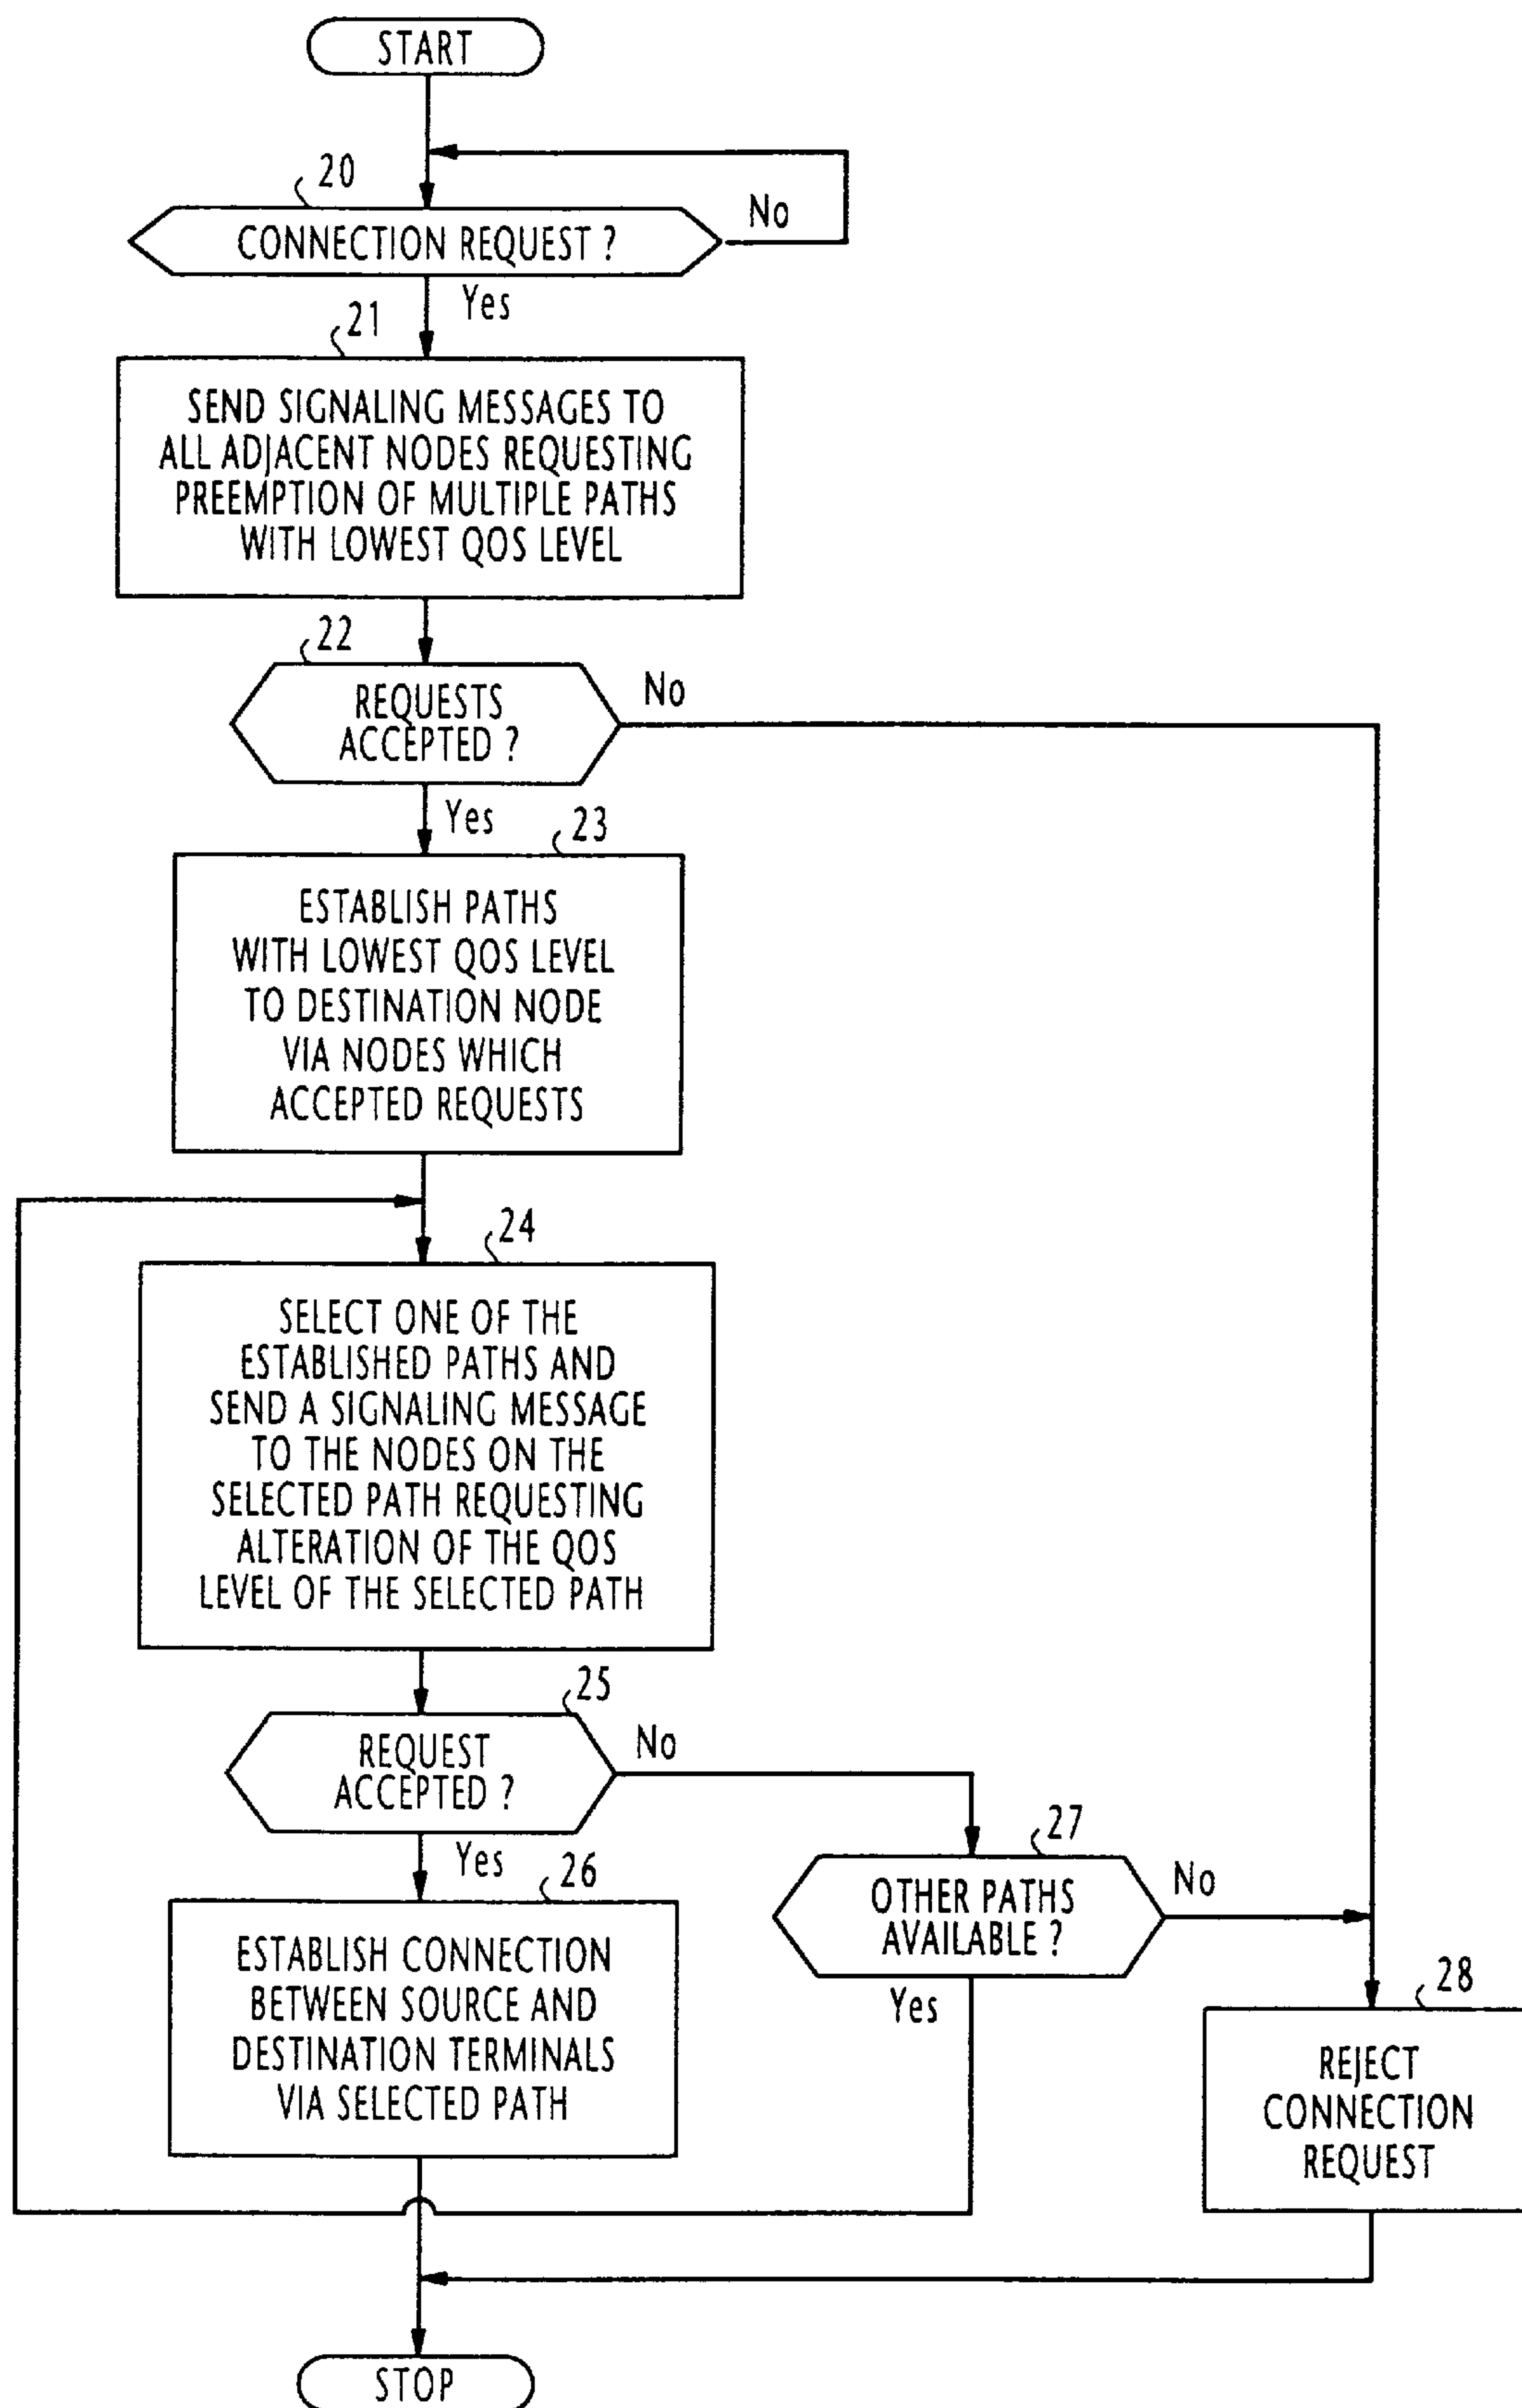 START
20
No
CONNECTION REQUEST ?
Yes
21
SEND SIGNALING MESSAGES TO
ALL ADJACENT NODES REQUESTING
PREEMPTION OF MULTIPLE PATHS
WITH LOWEST QOS LEVEL
22
No
REQUESTS
ACCEPTED ?
Yes
23
ESTABLISH PATHS
WITH LOWEST QOS LEVEL
TO DESTINATION NODE
VIA NODES WHICH
ACCEPTED REQUESTS
24
SELECT ONE OF THE
ESTABLISHED PATHS AND
SEND A SIGNALING MESSAGE
TO THE NODES ON THE
SELECTED PATH REQUESTING
ALTERATION OF THE QOS
LEVEL OF THE SELECTED PATH
25
No
REQUEST
ACCEPTED ?
Yes
27
No
OTHER PATHS
AVAILABLE ?
Yes
26
ESTABLISH CONNECTION
BETWEEN SOURCE AND
DESTINATION TERMINALS
VIA SELECTED PATH
28
REJECT
CONNECTION
REQUEST
STOP